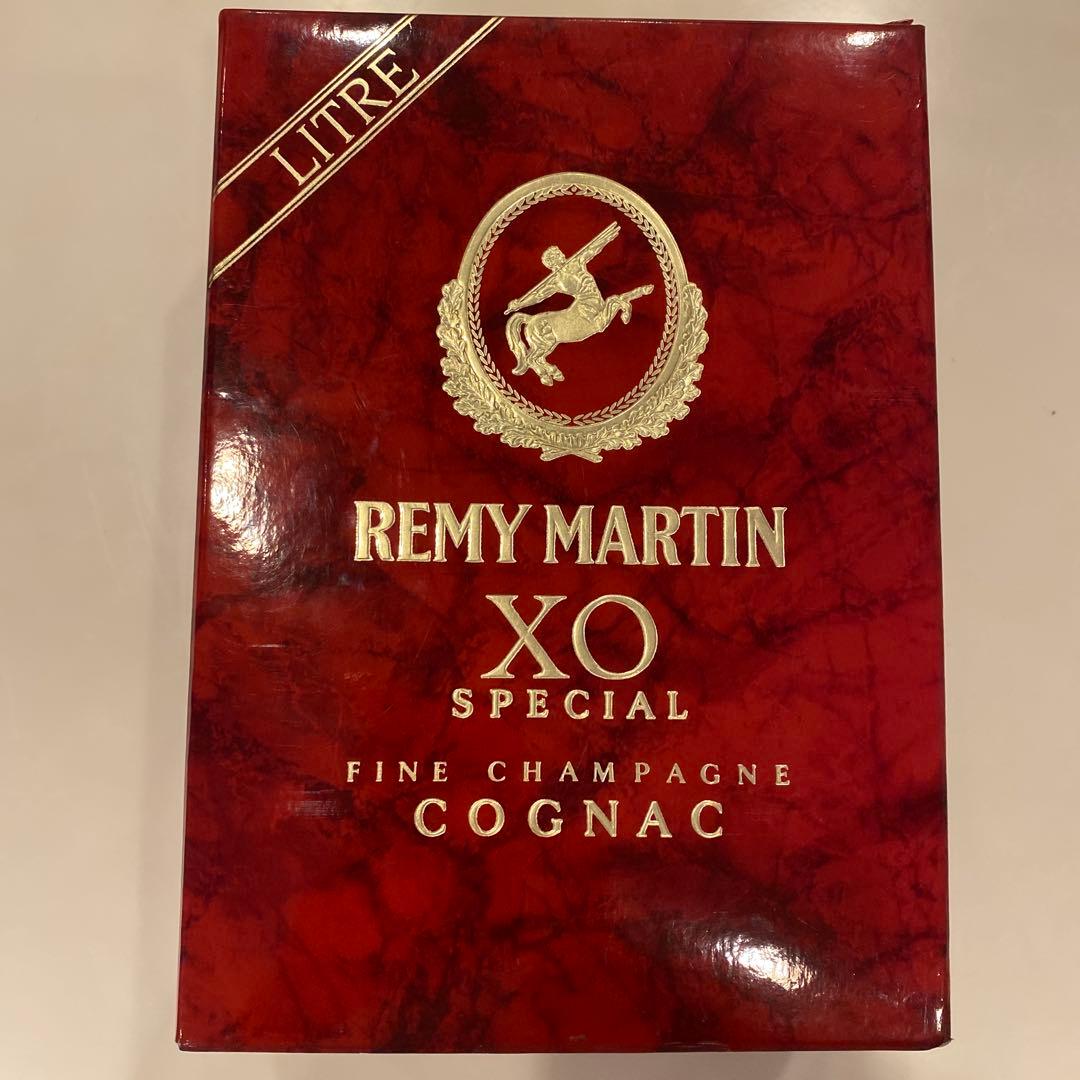 LITRE
REMY MARTIN
XO
SPECIAL
FINE CHAMPAGNE
COGNAC